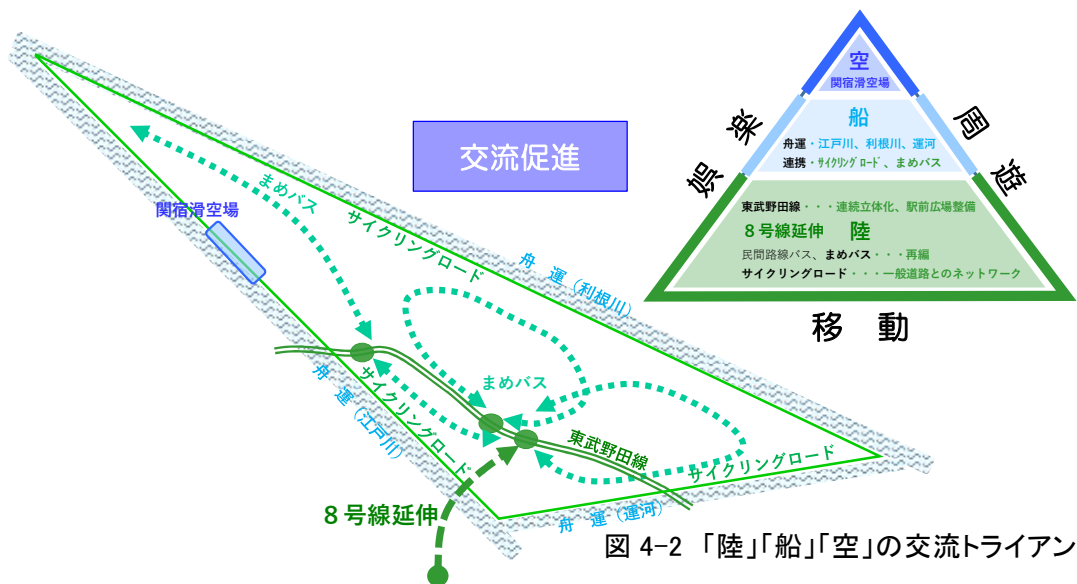 交流促進
まめバス
関宿滑空場
サイクリングロード
舟 運（利根川）
まめバス
舟 運（江戸川）
サイクリングロード
東武野田線
サイクリングロード
8号線延伸
舟 運（運河）
空
関宿滑空場
船
舟運・江戸川、利根川、運河
連携・サイクリングロード、まめバス
東武野田線・・・連続立体化、駅前広場整備
8号線延伸 陸
民間路線バス、まめバス・・・再編
サイクリングロード・・・一般道路とのネットワーク
娯楽
周遊
移 動
図 4-2 「陸」「船」「空」の交流トライアン